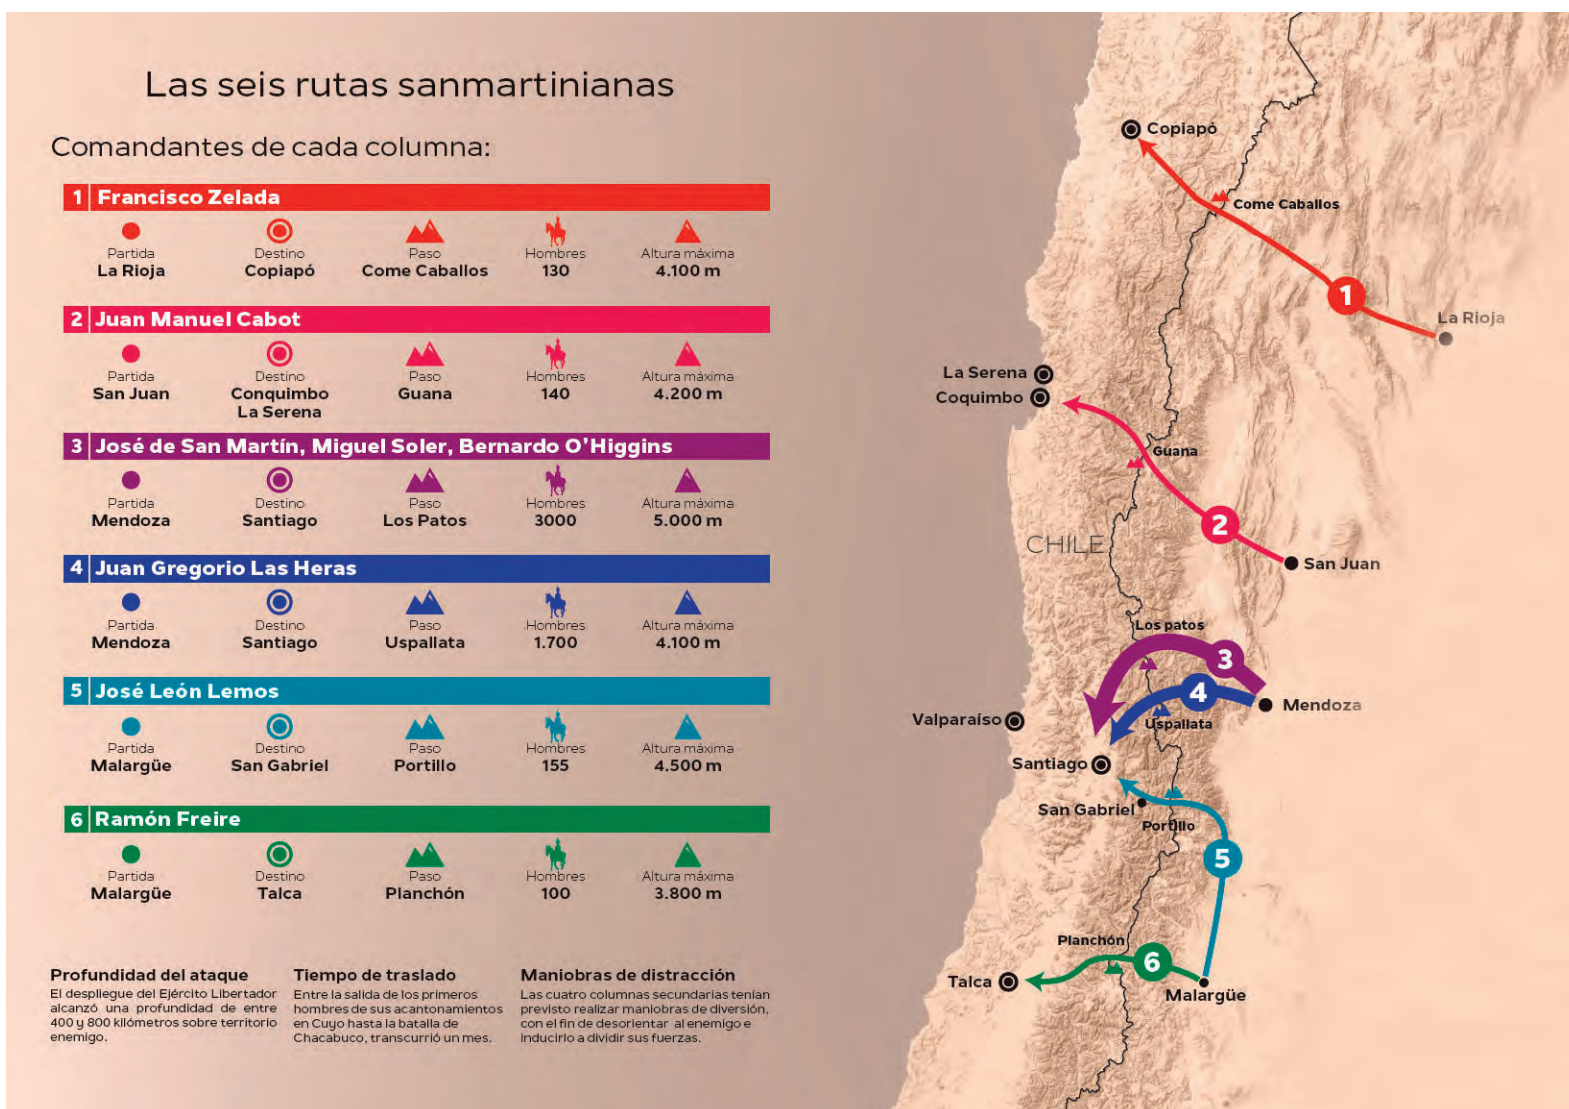 Las seis rutas sanmartinianas
Comandantes de cada columna:
1 Francisco Zelada
Partida
La Rioja
Destino
Copiapó
Paso
Come Caballos
Hombres
130
Altura máxima
4.100 m
2 Juan Manuel Cabot
Partida
San Juan
Destino
Conquimbo
La Serena
Paso
Guana
Hombres
140
Altura máxima
4.200 m
3 José de San Martín, Miguel Soler, Bernardo O'Higgins
Partida
Mendoza
Destino
Santiago
Paso
Los Patos
Hombres
3000
Altura máxima
5.000 m
4 Juan Gregorio Las Heras
Partida
Mendoza
Destino
Santiago
Paso
Uspallata
Hombres
1.700
Altura máxima
4.100 m
5 José León Lemos
Partida
Malargüe
Destino
San Gabriel
Paso
Portillo
Hombres
155
Altura máxima
4.500 m
6 Ramón Freire
Partida
Malargüe
Destino
Talca
Paso
Planchón
Hombres
100
Altura máxima
3.800 m
Profundidad del ataque
El despliegue del Ejército Libertador
alcanzó una profundidad de entre
400 y 800 kilómetros sobre territorio
enemigo.
Tiempo de traslado
Entre la salida de los primeros
hombres de sus acantonamientos
en Cuyo hasta la batalla de
Chacabuco, transcurrió un mes.
Maniobras de distracción
Las cuatro columnas secundarias tenían
previsto realizar maniobras de diversión,
con el fin de desorientar al enemigo e
inducirlo a dividir sus fuerzas.
Copiapó
Come Caballos
1
La Rioja
La Serena
Coquimbo
Guana
2
CHILE
San Juan
Los patos
3
4
Mendoza
Valparaíso
Uspallata
Santiago
San Gabriel
Portillo
5
Planchón
6
Talca
Malargüe